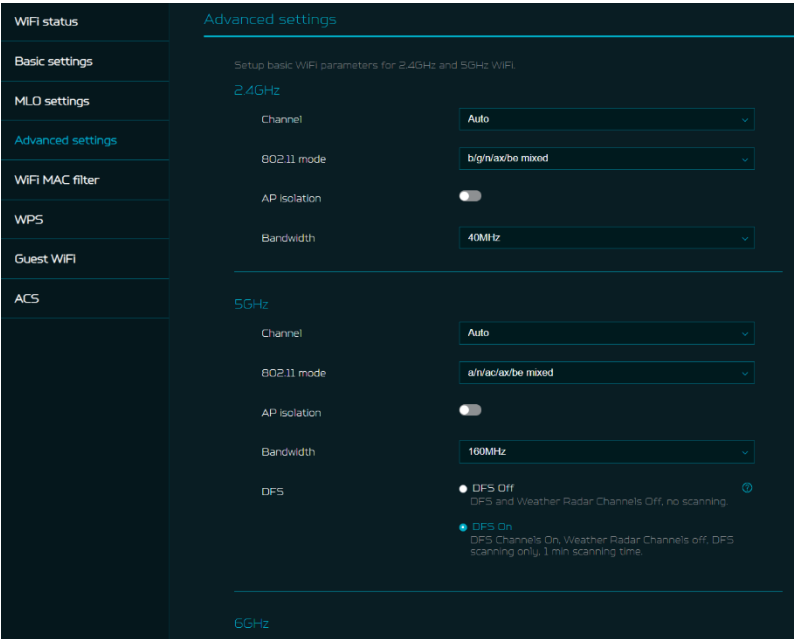 WiFi status
Basic settings
MLO settings
Advanced settings
WiFi MAC filter
WPS
Guest WiFi
ACS
Advanced settings
Setup basic WiFi parameters for 2.4GHz and 5GHz WiFi.
2.4GHz
Channel Auto
802.11 mode b/g/n/ax/be mixed
AP isolation
Bandwidth 40MHz
5GHz
Channel Auto
802.11 mode a/n/ac/ax/be mixed
AP isolation
Bandwidth 160MHz
DFS DFS Off ?
DFS and Weather Radar Channels Off, no scanning.
DFS On
DFS Channels On, Weather Radar Channels off. DFS
scanning only, 1 min scanning time.
6GHz